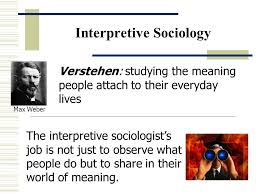 Interpretive Sociology
Verstehen: studying the meaning
people attach to their everyday
lives
Max Weber
The interpretive sociologist's
job is not just to observe what
people do but to share in their
world of meaning.